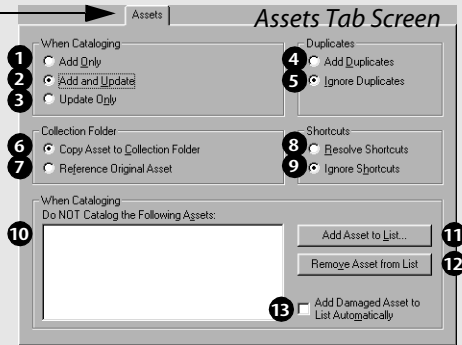 Assets
Assets Tab Screen
When Cataloging
1 Add Only
2 Add and Update
3 Update Only
Duplicates
4 Add Duplicates
5 Ignore Duplicates
Collection Folder
6 Copy Asset to Collection Folder
7 Reference Original Asset
Shortcuts
8 Resolve Shortcuts
9 Ignore Shortcuts
When Cataloging
Do NOT Catalog the Following Assets:
10
Add Asset to List... 11
Remove Asset from List 12
13 Add Damaged Asset to
List Automatically